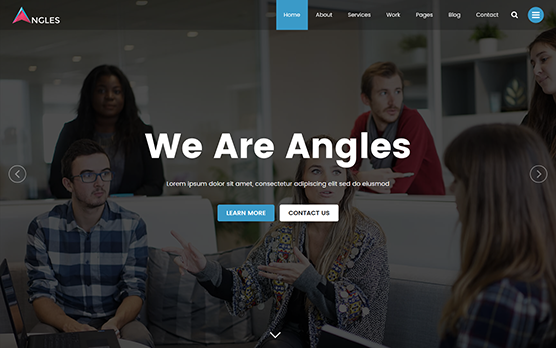 NGLES
Home About Services Work Pages Blog Contact
We Are Angles
Lorem ipsum dolor sit amet, consectetur adipiscing elit sed do eiusmod
LEARN MORE CONTACT US